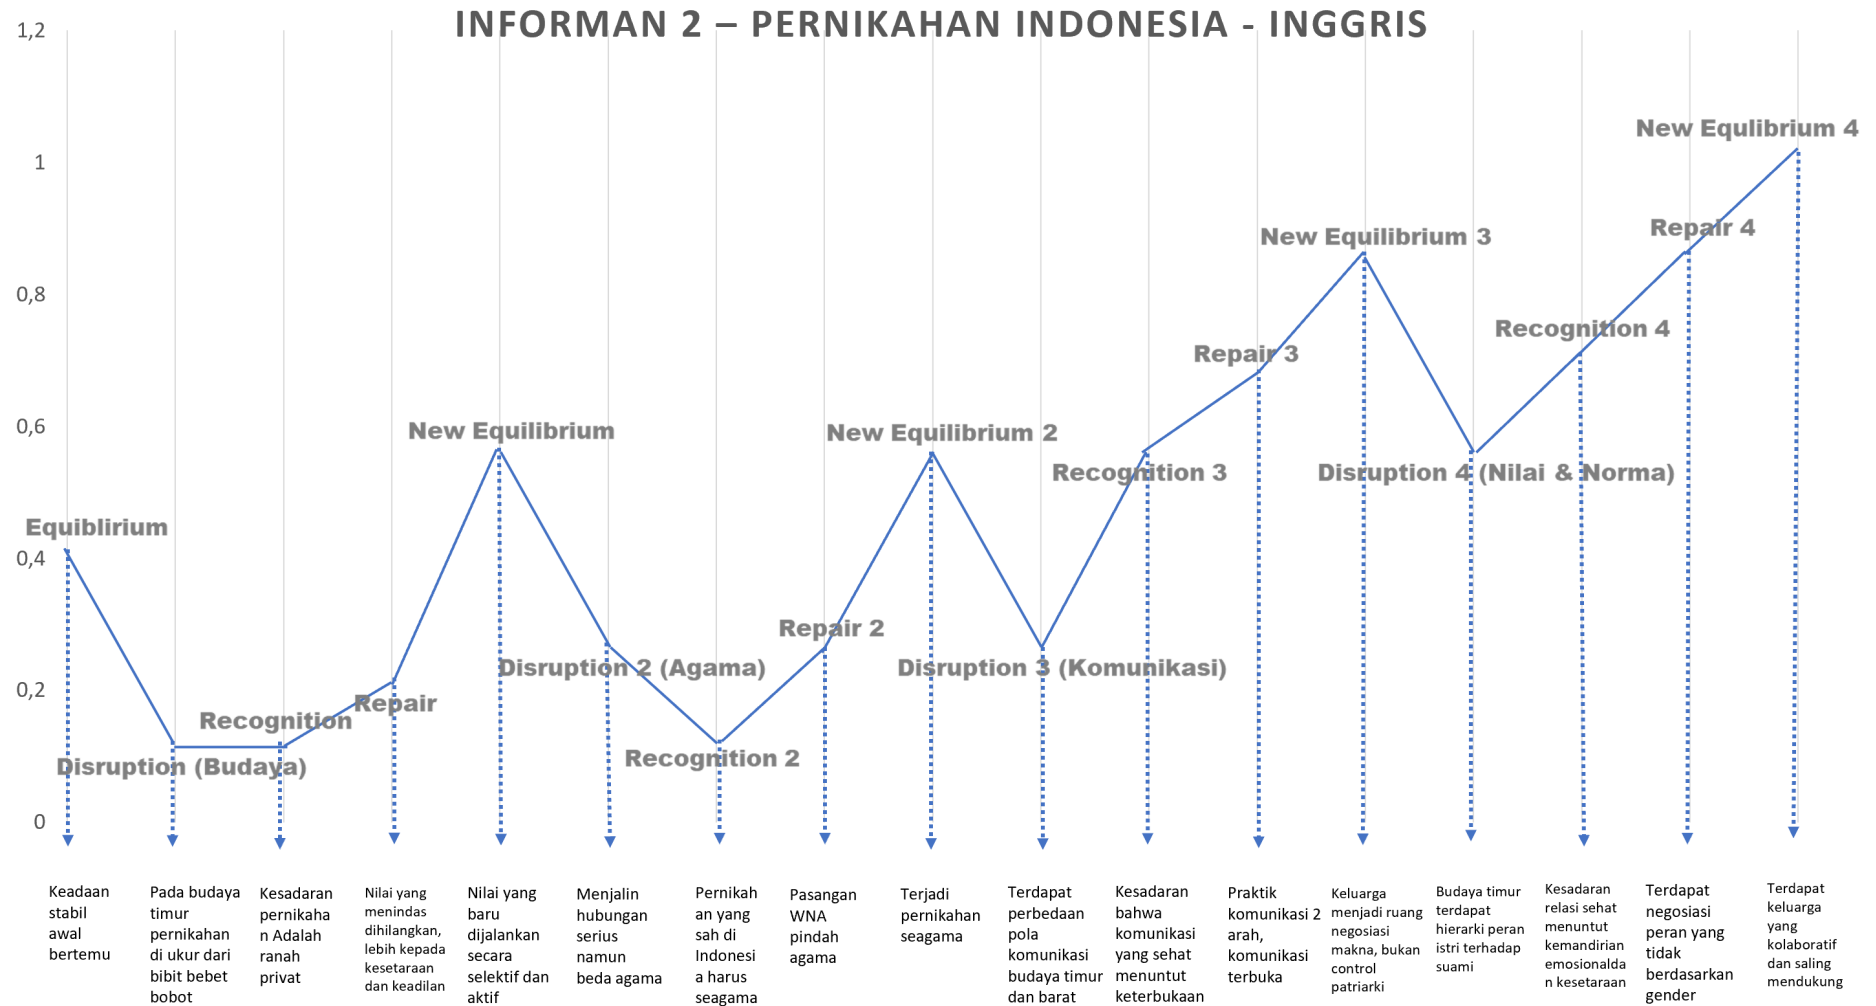 INFORMAN 2 – PERNIKAHAN INDONESIA - INGGRIS
1,2
1
0,8
0,6
0,4
0,2
0
Equiblirium
Disruption (Budaya)
Recognition
Repair
New Equilibrium
Disruption 2 (Agama)
Recognition 2
Repair 2
New Equilibrium 2
Disruption 3 (Komunikasi)
Recognition 3
Repair 3
New Equilibrium 3
Disruption 4 (Nilai & Norma)
Recognition 4
Repair 4
New Equlibrium 4
Keadaan
stabil
awal
bertemu
Pada budaya
timur
pernikahan
di ukur dari
bibit bebet
bobot
Kesadaran
pernikaha
n Adalah
ranah
privat
Nilai yang
menindas
dihilangkan,
lebih kepada
kesetaraan
dan keadilan
Nilai yang
baru
dijalankan
secara
selektif dan
aktif
Menjalin
hubungan
serius
namun
beda agama
Pernikah
an yang
sah di
Indonesi
a harus
seagama
Pasangan
WNA
pindah
agama
Terjadi
pernikahan
seagama
Terdapat
perbedaan
pola
komunikasi
budaya timur
dan barat
Kesadaran
bahwa
komunikasi
yang sehat
menuntut
keterbukaan
Praktik
komunikasi 2
arah,
komunikasi
terbuka
Keluarga
menjadi ruang
negosiasi
makna, bukan
control
patriarki
Budaya timur
terdapat
hierarki peran
istri terhadap
suami
Kesadaran
relasi sehat
menuntut
kemandirian
emosionalda
n kesetaraan
Terdapat
negosiasi
peran yang
tidak
berdasarkan
gender
Terdapat
keluarga
yang
kolaboratif
dan saling
mendukung